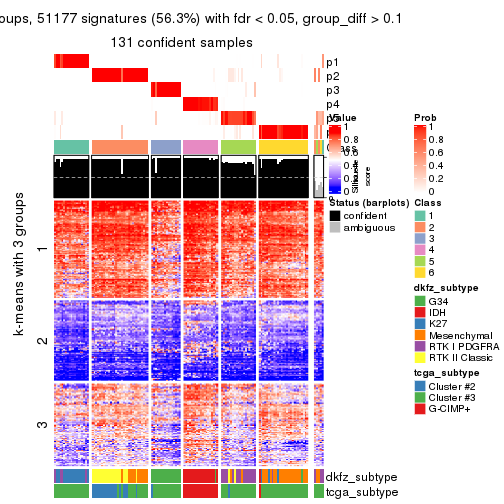 oups, 51177 signatures (56.3%) with fdr < 0.05, group_diff > 0.1
131 confident samples
p1
p2
p3
p4
k-means with 3 groups
1
2
3
Value
1
0.8
0.6
0.4
0.2
0
Silhouette
score
Status (barplots)
confident
ambiguous
Prob
1
0.8
0.6
0.4
0.2
0
Class
1
2
3
4
5
6
dkfz_subtype
G34
IDH
K27
Mesenchymal
RTK I PDGFRA
RTK II Classic
tcga_subtype
Cluster #2
Cluster #3
G-CIMP+
dkfz_subtype
tcga_subtype